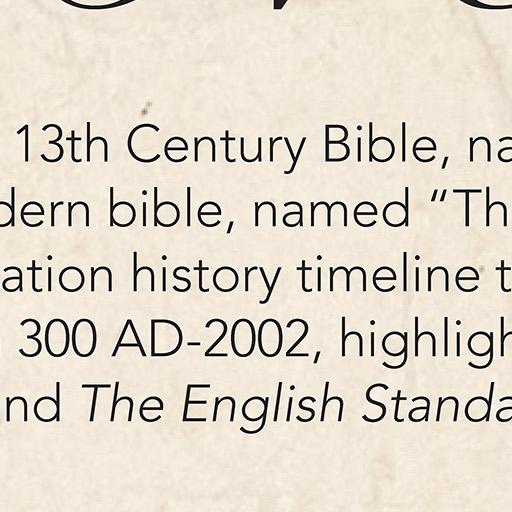 13th Century Bible, na
dern bible, named “Th
ation history timeline t
300 AD-2002, highligh
nd The English Standa